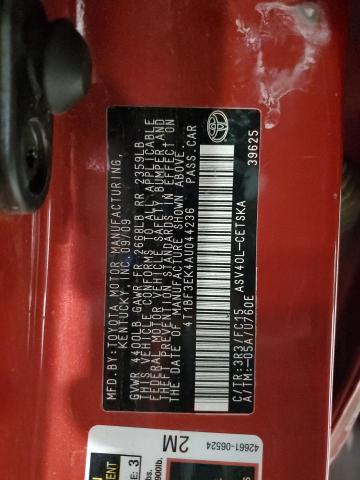 MFD. BY: TOYOTA MOTOR MANUFACTURING,
KENTUCKY, INC. 09/09
GVWR 4400LB GAWR FR 2668LB RR 2359LB
THIS VEHICLE CONFORMS TO ALL APPLICABLE
FEDERAL MOTOR VEHICLE SAFETY, BUMPER AND
THEFT PREVENTION STANDARDS IN EFFECT ON
THE DATE OF MANUFACTURE SHOWN ABOVE.
4T1BF3EK4AU044236 PASS.CAR
C/TR:3R3/FC15 ASV40L-CETSKA
A/TM:-05A/U760E
39625
42661-06524
2M
3
900lb.